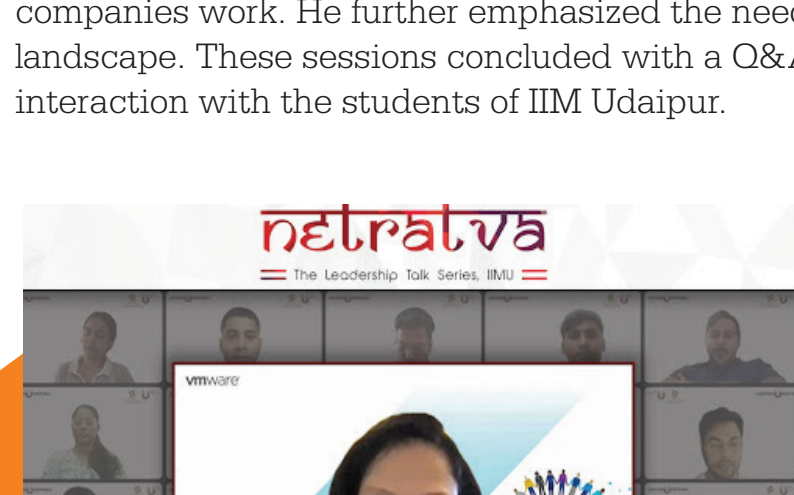 companies work. He further emphasized the need
landscape. These sessions concluded with a Q&A
interaction with the students of IIM Udaipur.
netratva
The Leadership Talk Series, IIMU
vmware